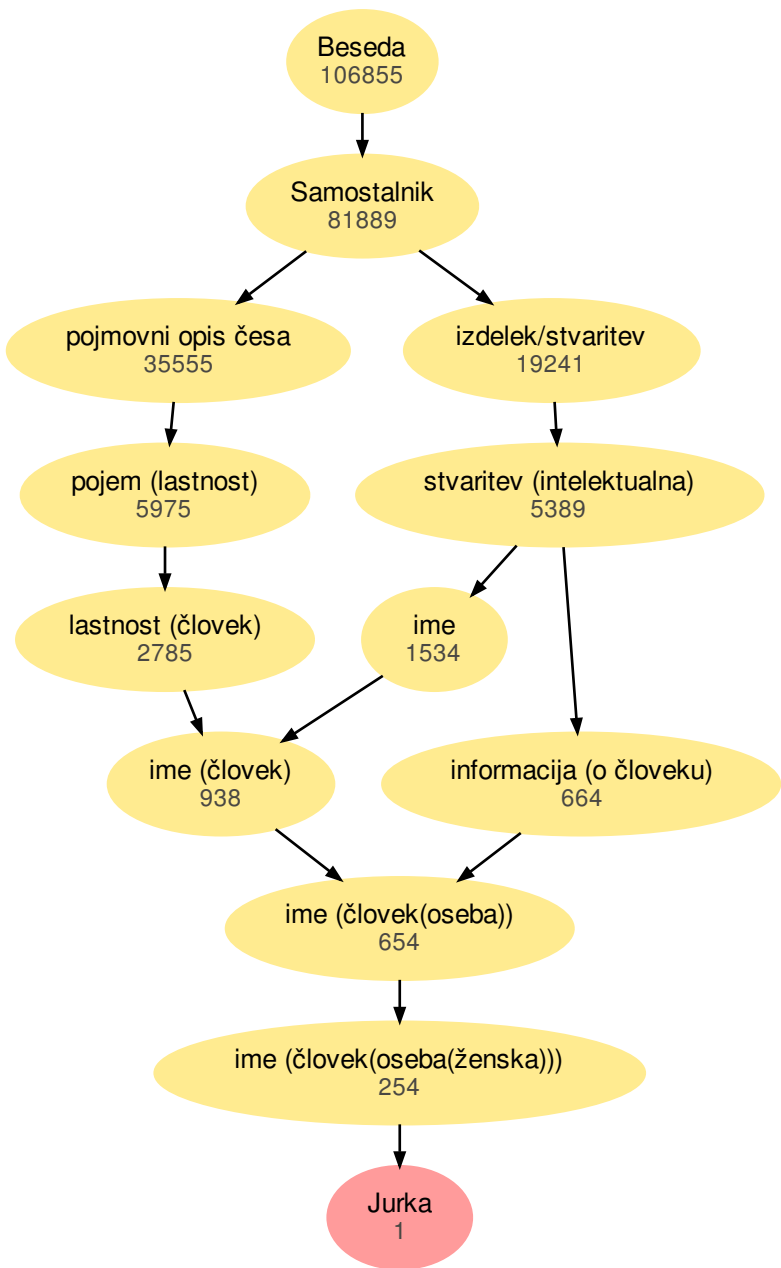 Beseda
106855
Samostalnik
81889
pojmovni opis česa
35555
izdelek/stvaritev
19241
pojem (lastnost)
5975
stvaritev (intelektualna)
5389
lastnost (človek)
2785
ime
1534
ime (človek)
938
informacija (o človeku)
664
ime (človek(oseba))
654
ime (človek(oseba(ženska)))
254
Jurka
1